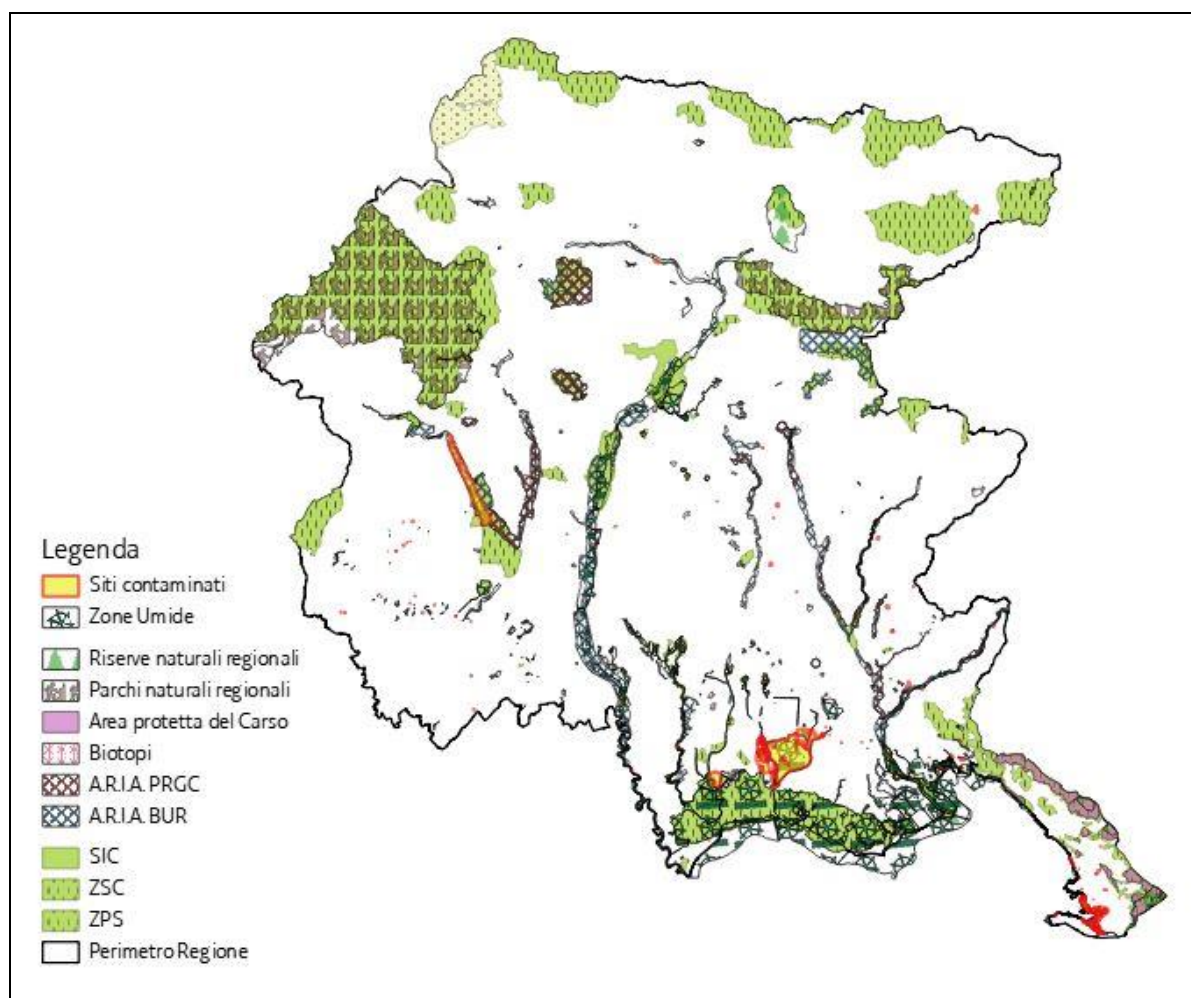 Legenda
Siti contaminati
Zone Umide
Riserve naturali regionali
Parchi naturali regionali
Area protetta del Carso
Biotopi
A.R.I.A. PRGC
A.R.I.A. BUR
SIC
ZSC
ZPS
Perimetro Regione